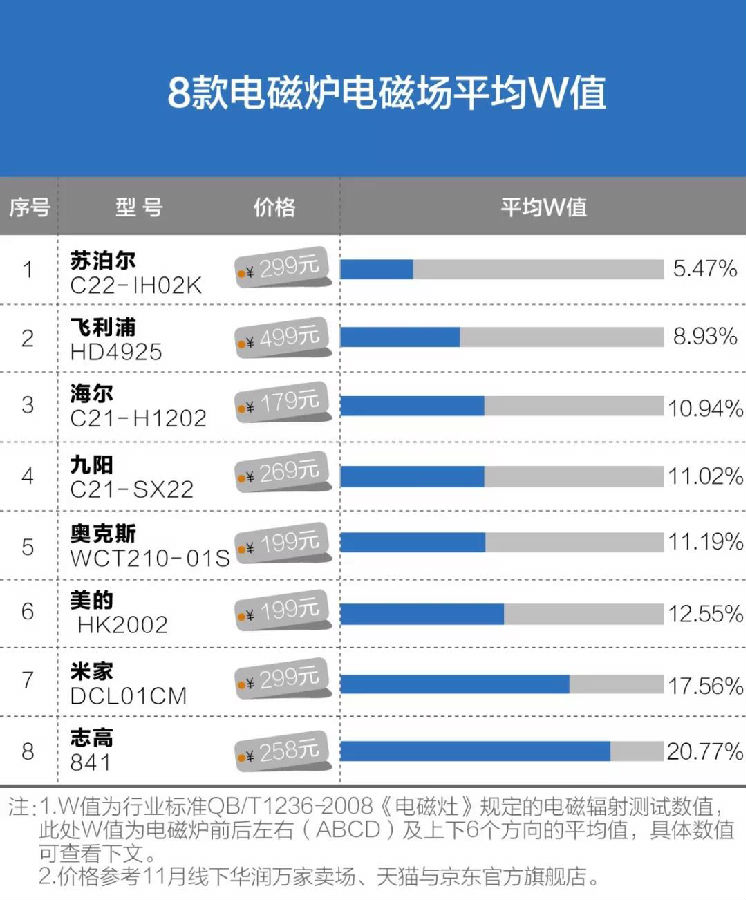 8款电磁炉电磁场平均W值
序号 型号 价格 平均W值
1 苏泊尔 ¥299元 5.47%
C22-IH02K
2 飞利浦 ¥499元 8.93%
HD4925
3 海尔 ¥179元 10.94%
C21-H1202
4 九阳 ¥269元 11.02%
C21-SX22
5 奥克斯 ¥199元 11.19%
WCT210-01S
6 美的 ¥199元 12.55%
HK2002
7 米家 ¥299元 17.56%
DCL01CM
8 志高 ¥258元 20.77%
841
注:1.W值为行业标准QB/T1236-2008《电磁灶》规定的电磁辐射测试数值,
此处W值为电磁炉前后左右(ABCD)及上下6个方向的平均值,具体数值
可查看下文。
2.价格参考11月线下华润万家卖场、天猫与京东官方旗舰店。